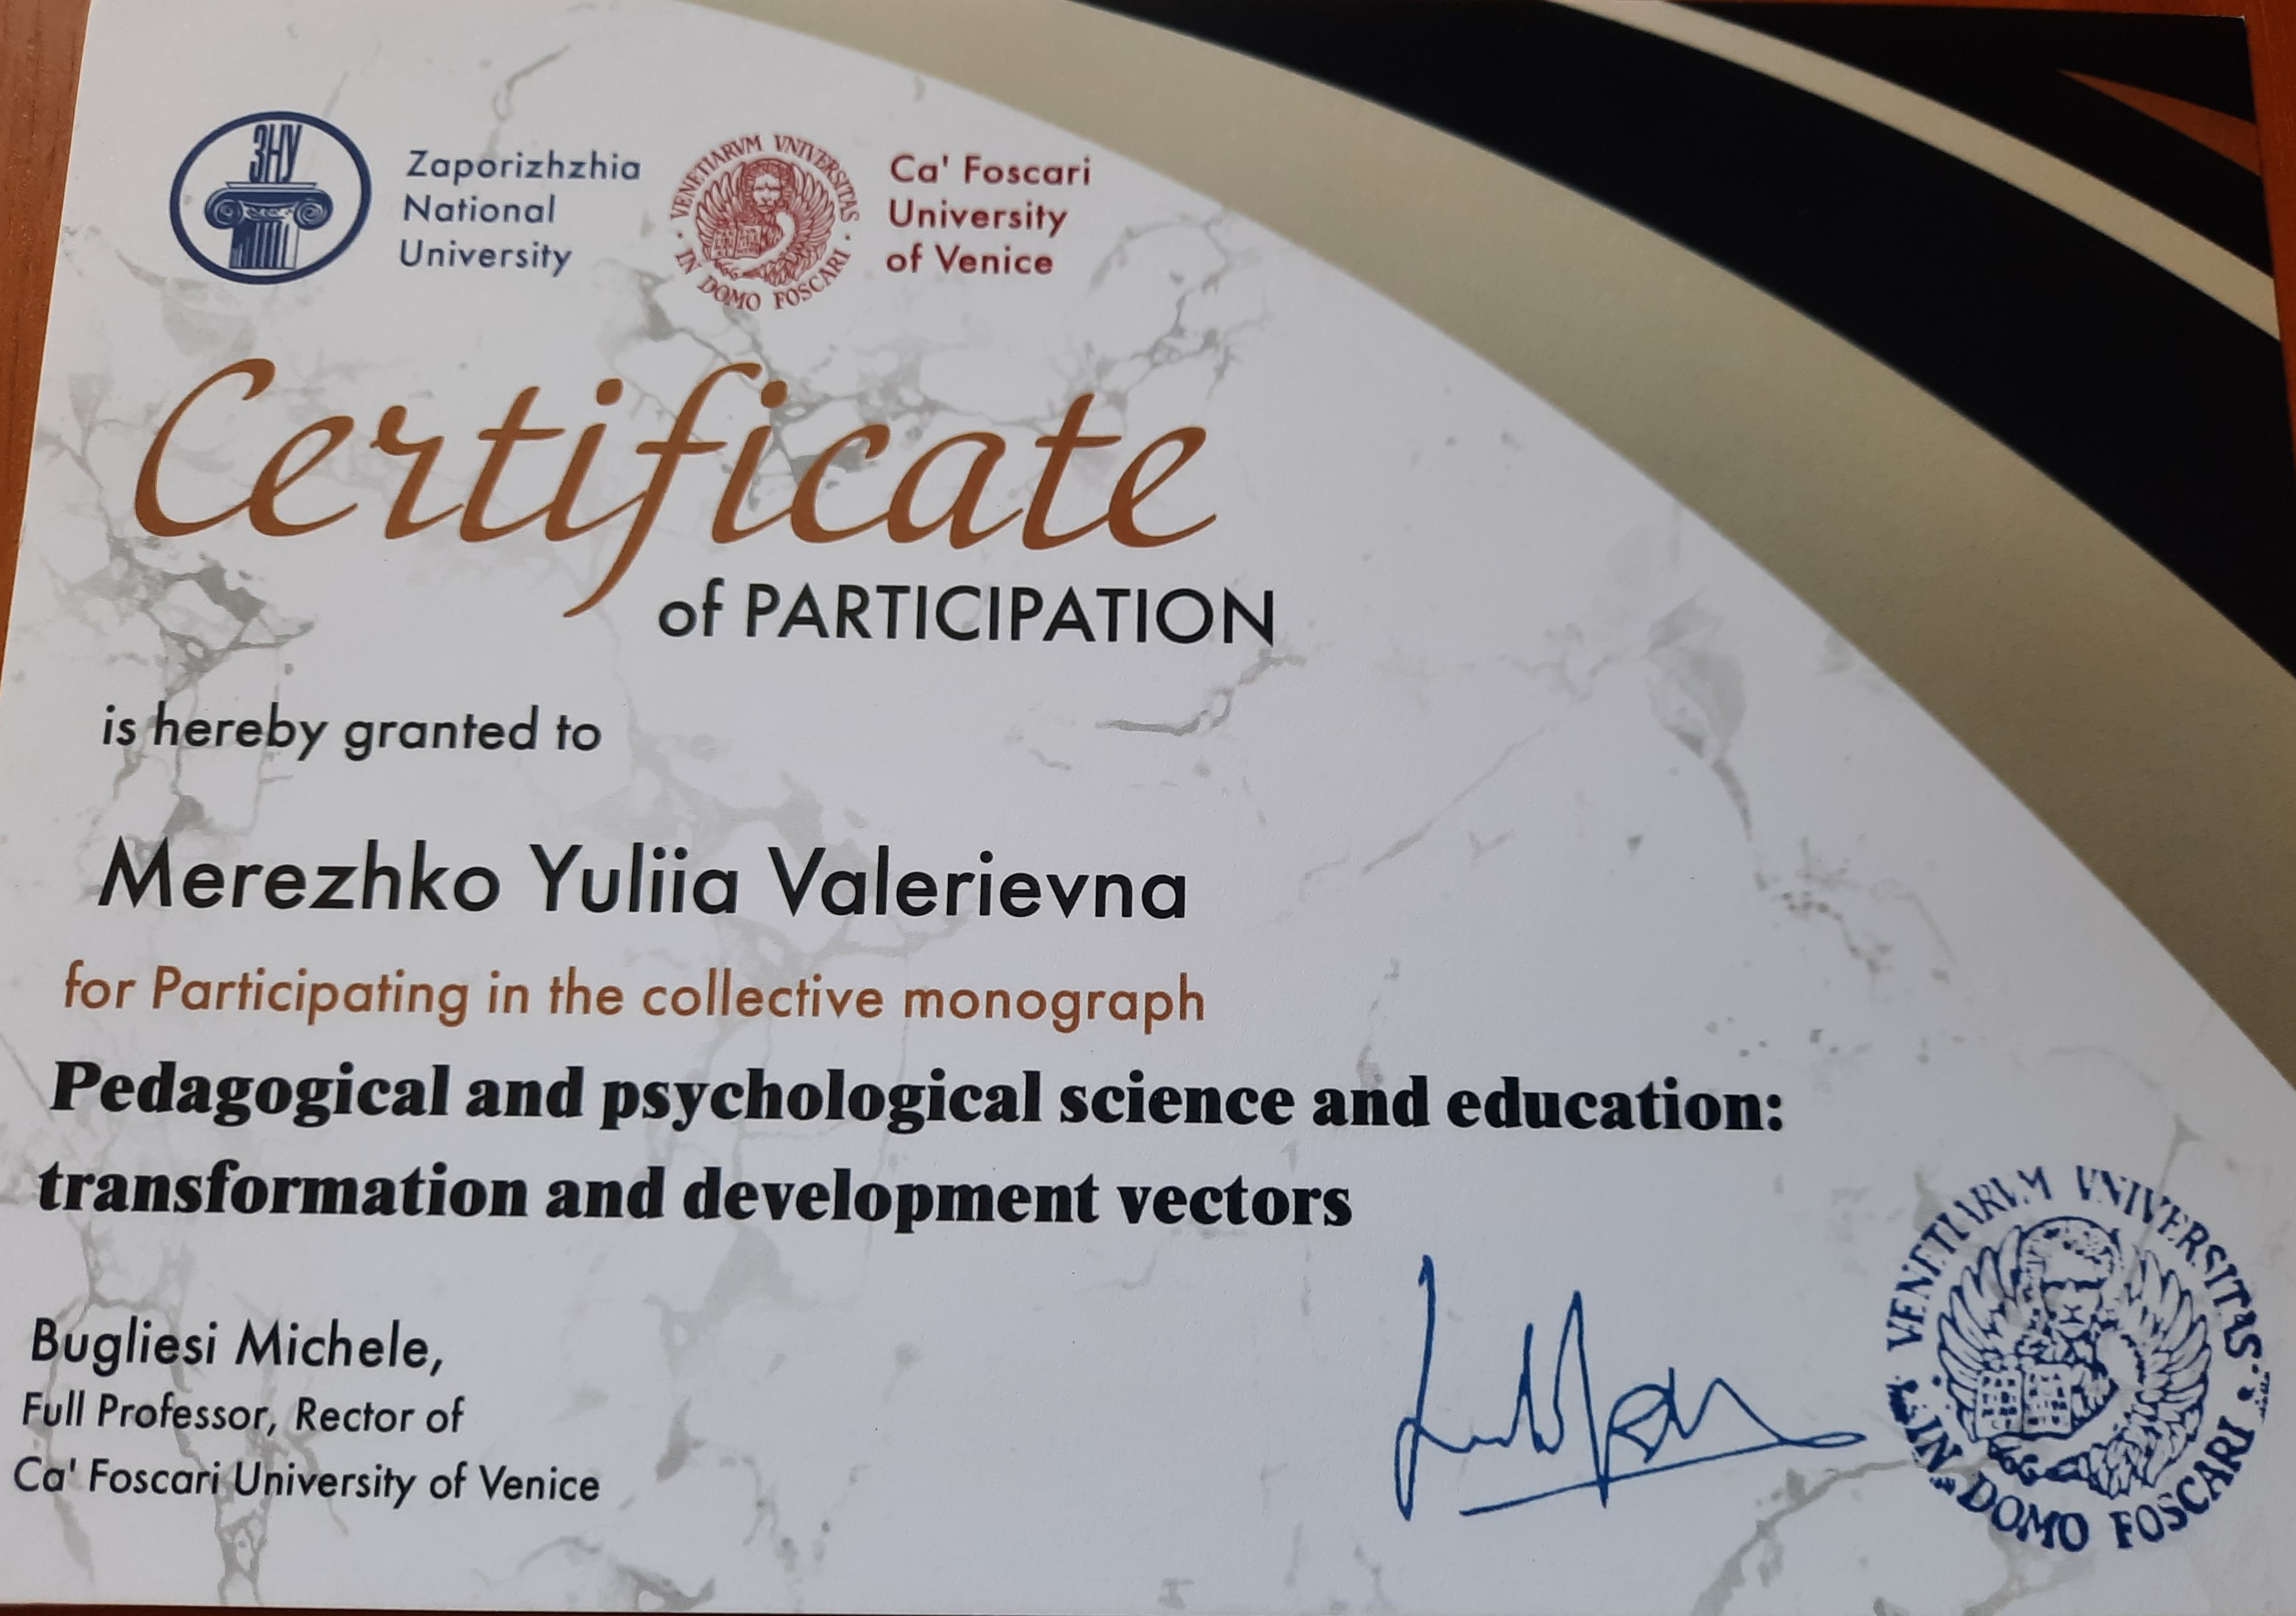 ЗНУ
Zaporizhzhia
National
University
VENETIARVM VNIVERSITAS
· IN DOMO FOSCARI ·
Ca' Foscari
University
of Venice
Certificate
of PARTICIPATION
is hereby granted to
Merezhko Yuliia Valerievna
for Participating in the collective monograph
Pedagogical and psychological science and education:
transformation and development vectors
Bugliesi Michele,
Full Professor, Rector of
Ca' Foscari University of Venice
VENETIARVM VNIVERSITAS
· IN DOMO FOSCARI ·